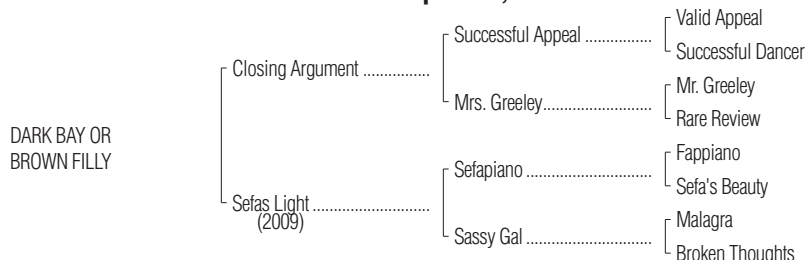 Valid Appeal
Successful Appeal ................
Successful Dancer
Closing Argument ................
Mr. Greeley
Mrs. Greeley.........................
Rare Review
DARK BAY OR
BROWN FILLY
Fappiano
Sefapiano .............................
Sefa's Beauty
Sefas Light ............................
(2009)
Malagra
Sassy Gal .............................
Broken Thoughts